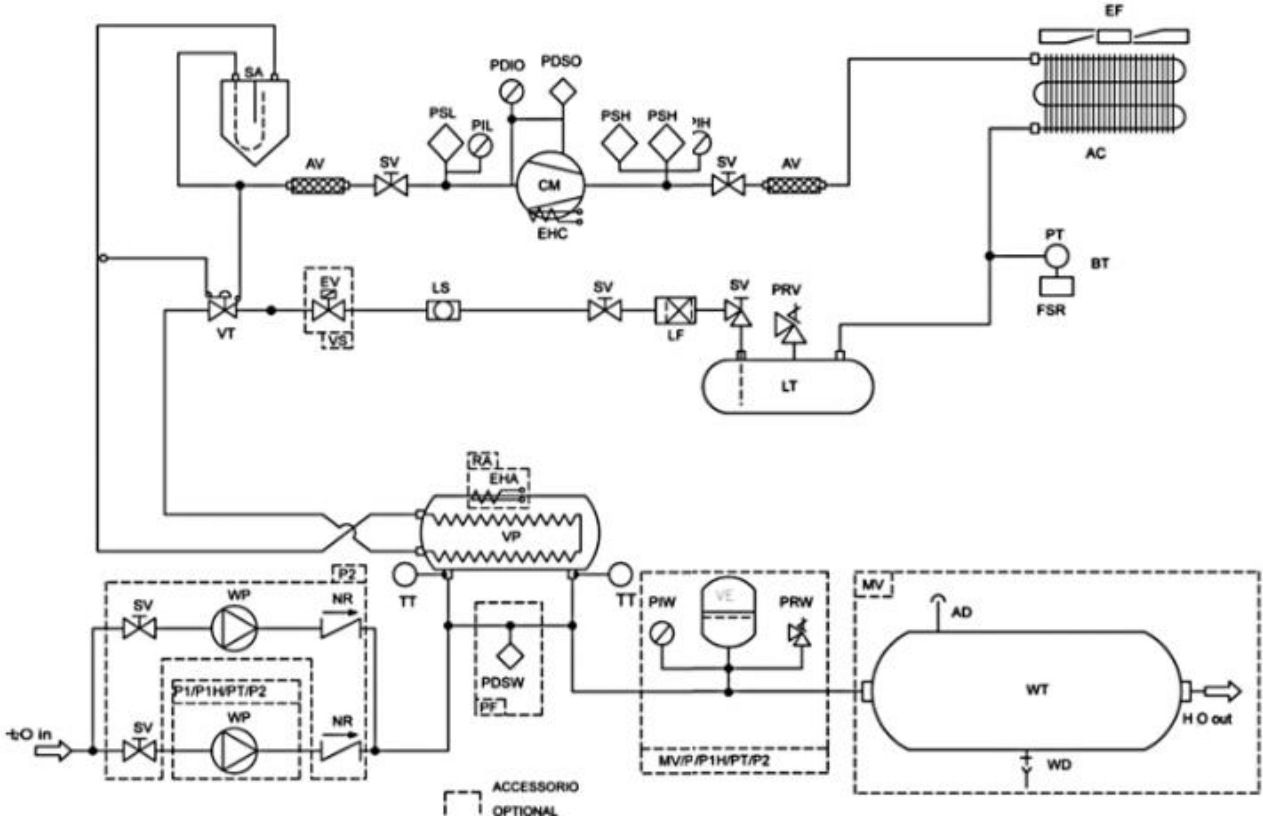 EF
SA
PDIO
PDSO
PSL
PIL
PSH
PSH
PIH
AV
SV
CM
SV
AV
AC
EHC
PT
BT
FSR
EV
LS
SV
SV
PRV
VT
VS
LF
LT
RA
EHA
VP
P2
TT
TT
SV
WP
NR
PIW
VE
PRW
MV
AD
PDSW
PF
P1/P1H/PT/P2
SV
WP
NR
WT
in
H O out
MV/P/P1H/PT/P2
WD
ACCESSORIO
OPTIONAL